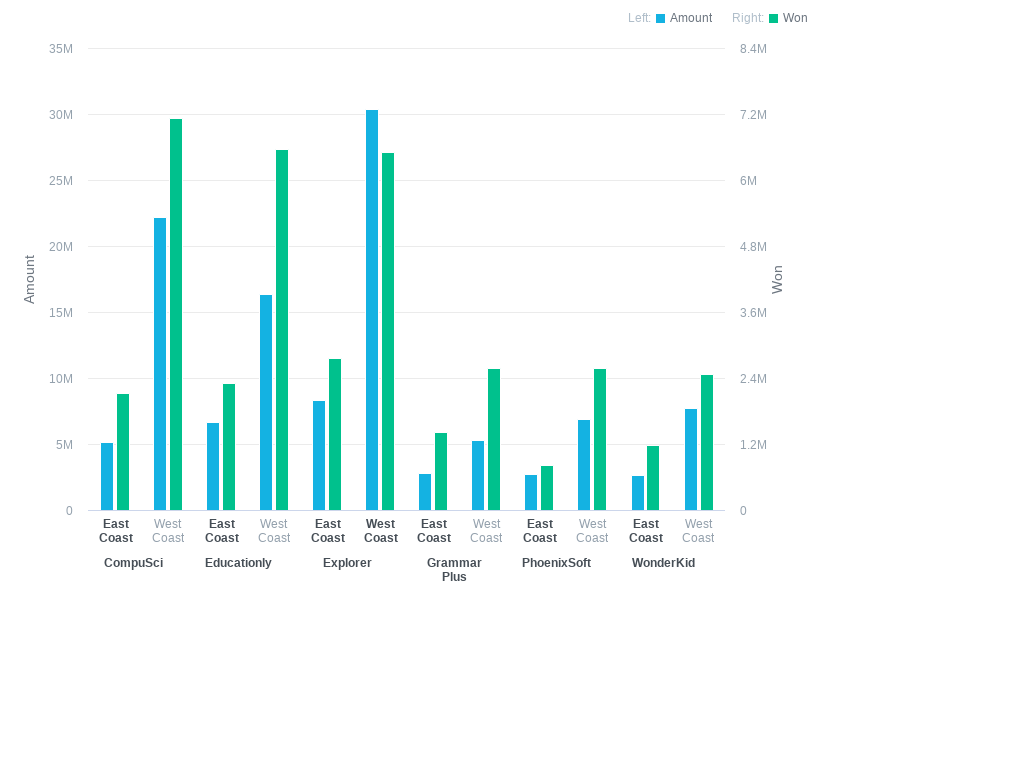 Left: Amount Right: Won
35M 8.4M
30M 7.2M
25M 6M
20M 4.8M
Amount Won
15M 3.6M
10M 2.4M
5M 1.2M
0 0
East West East West East West East West East West East West
Coast Coast Coast Coast Coast Coast Coast Coast Coast Coast Coast Coast
CompuSci Educationly Explorer Grammar PhoenixSoft WonderKid
Plus